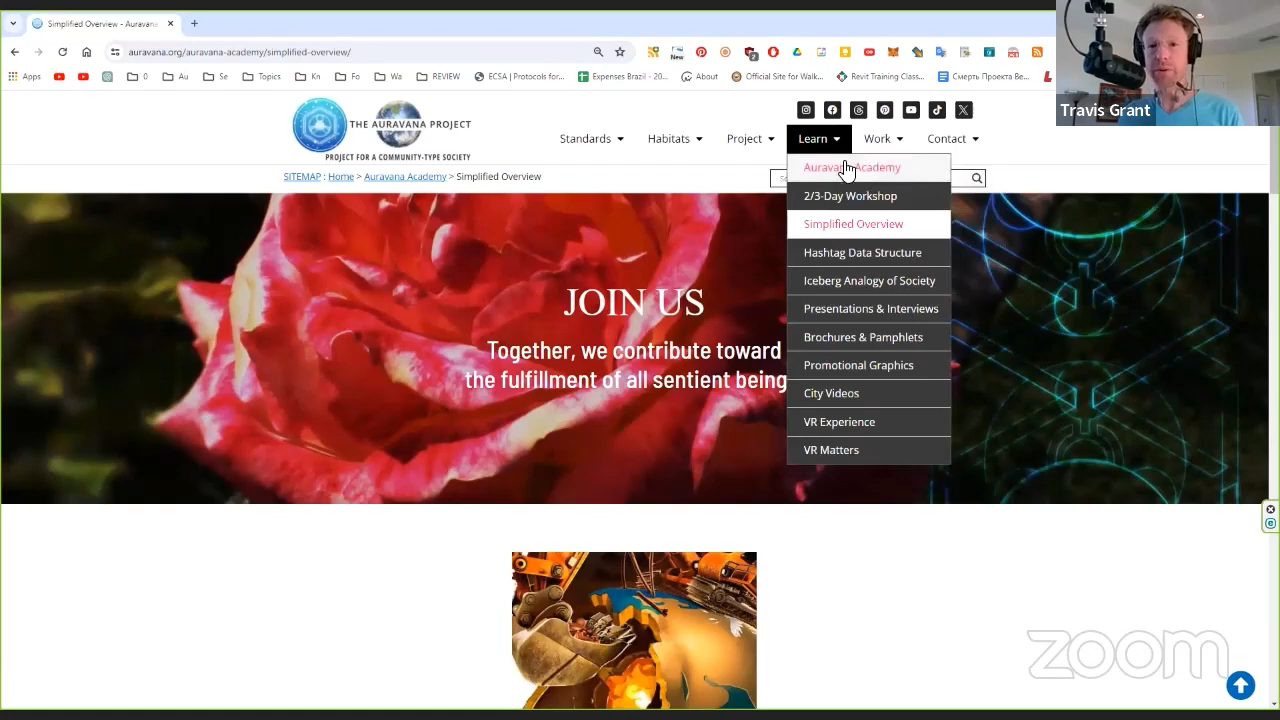 Simplified Overview - Auravana
auravana.org/auravana-academy/simplified-overview/
New
Apps
0
Au
Se
Topics
Kn
Fo
Wa
REVIEW
ECSA | Protocols for...
Expenses Brazil - 20...
About
Official Site for Walk...
Revit Training Class...
Смерть Проекта Ве...
Travis Grant
THE AURAVANA PROJECT
PROJECT FOR A COMMUNITY-TYPE SOCIETY
Standards
Habitats
Project
Learn
Work
Contact
SITEMAP : Home > Auravana Academy > Simplified Overview
Academy
2/3-Day Workshop
Simplified Overview
Hashtag Data Structure
Iceberg Analogy of Society
Presentations & Interviews
Brochures & Pamphlets
Promotional Graphics
City Videos
VR Experience
VR Matters
JOIN US
Together, we contribute toward
the fulfillment of all sentient being
zoom